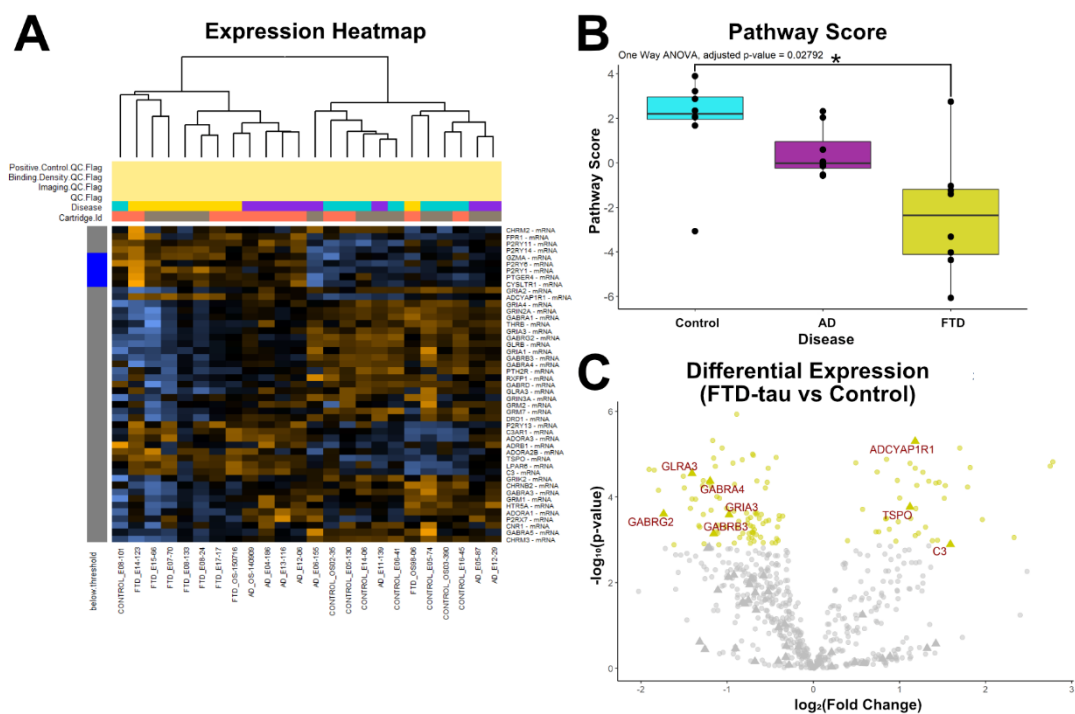 A
Expression Heatmap
Positive.Control.QC.Flag
Binding.Density.QC.Flag
Imaging.QC.Flag
QC.Flag
Disease
Cartridge.Id
CHRM2 - mRNA
FPR1 - mRNA
P2RY11 - mRNA
P2RY14 - mRNA
GZMA - mRNA
P2RY6 - mRNA
P2RY1 - mRNA
PTGER4 - mRNA
CYSLTR1 - mRNA
GRIA2 - mRNA
ADCYAP1R1 - mRNA
GRIA4 - mRNA
GRIN2A - mRNA
GABRA1 - mRNA
THRB - mRNA
GRIA3 - mRNA
GABRG2 - mRNA
GLRB - mRNA
GRIA1 - mRNA
GABRB3 - mRNA
GABRA4 - mRNA
PTH2R - mRNA
RXFP1 - mRNA
GABRD - mRNA
GLRA3 - mRNA
GRIN3A - mRNA
GRM2 - mRNA
GRM7 - mRNA
DRD1 - mRNA
P2RY13 - mRNA
C3AR1 - mRNA
ADORA3 - mRNA
ADRB1 - mRNA
ADORA2B - mRNA
TSPO - mRNA
LPAR6 - mRNA
C3 - mRNA
GRIK2 - mRNA
CHRNB2 - mRNA
GABRA3 - mRNA
GRM1 - mRNA
HTR5A - mRNA
ADORA1 - mRNA
P2RX7 - mRNA
CNR1 - mRNA
GABRA5 - mRNA
CHRM3 - mRNA
below.threshold
CONTROL_E08-101
FTD_E14-123
FTD_E15-66
FTD_E07-70
FTD_E08-133
FTD_E09-24
FTD_E17-17
FTD_OS-150716
AD_OS-140909
AD_E04-186
AD_E13-116
AD_E12-06
AD_E06-155
CONTROL_OS02-35
CONTROL_E05-130
CONTROL_E14-06
AD_E11-139
CONTROL_E04-41
FTD_OS98-06
CONTROL_E05-74
CONTROL_OS03-390
CONTROL_E16-45
AD_E05-87
AD_E12-29
B
Pathway Score
One Way ANOVA, adjusted p-value = 0.02792
*
4
2
0
-2
-4
-6
Pathway Score
Control
AD
FTD
Disease
C
Differential Expression
(FTD-tau vs Control)
6
4
2
0
-log₁₀(p-value)
ADCYAP1R1
GLRA3
GABRA4
GRIA3
GABRG2
GABRB3
TSPO
C3
-2
-1
0
1
2
3
log₂(Fold Change)